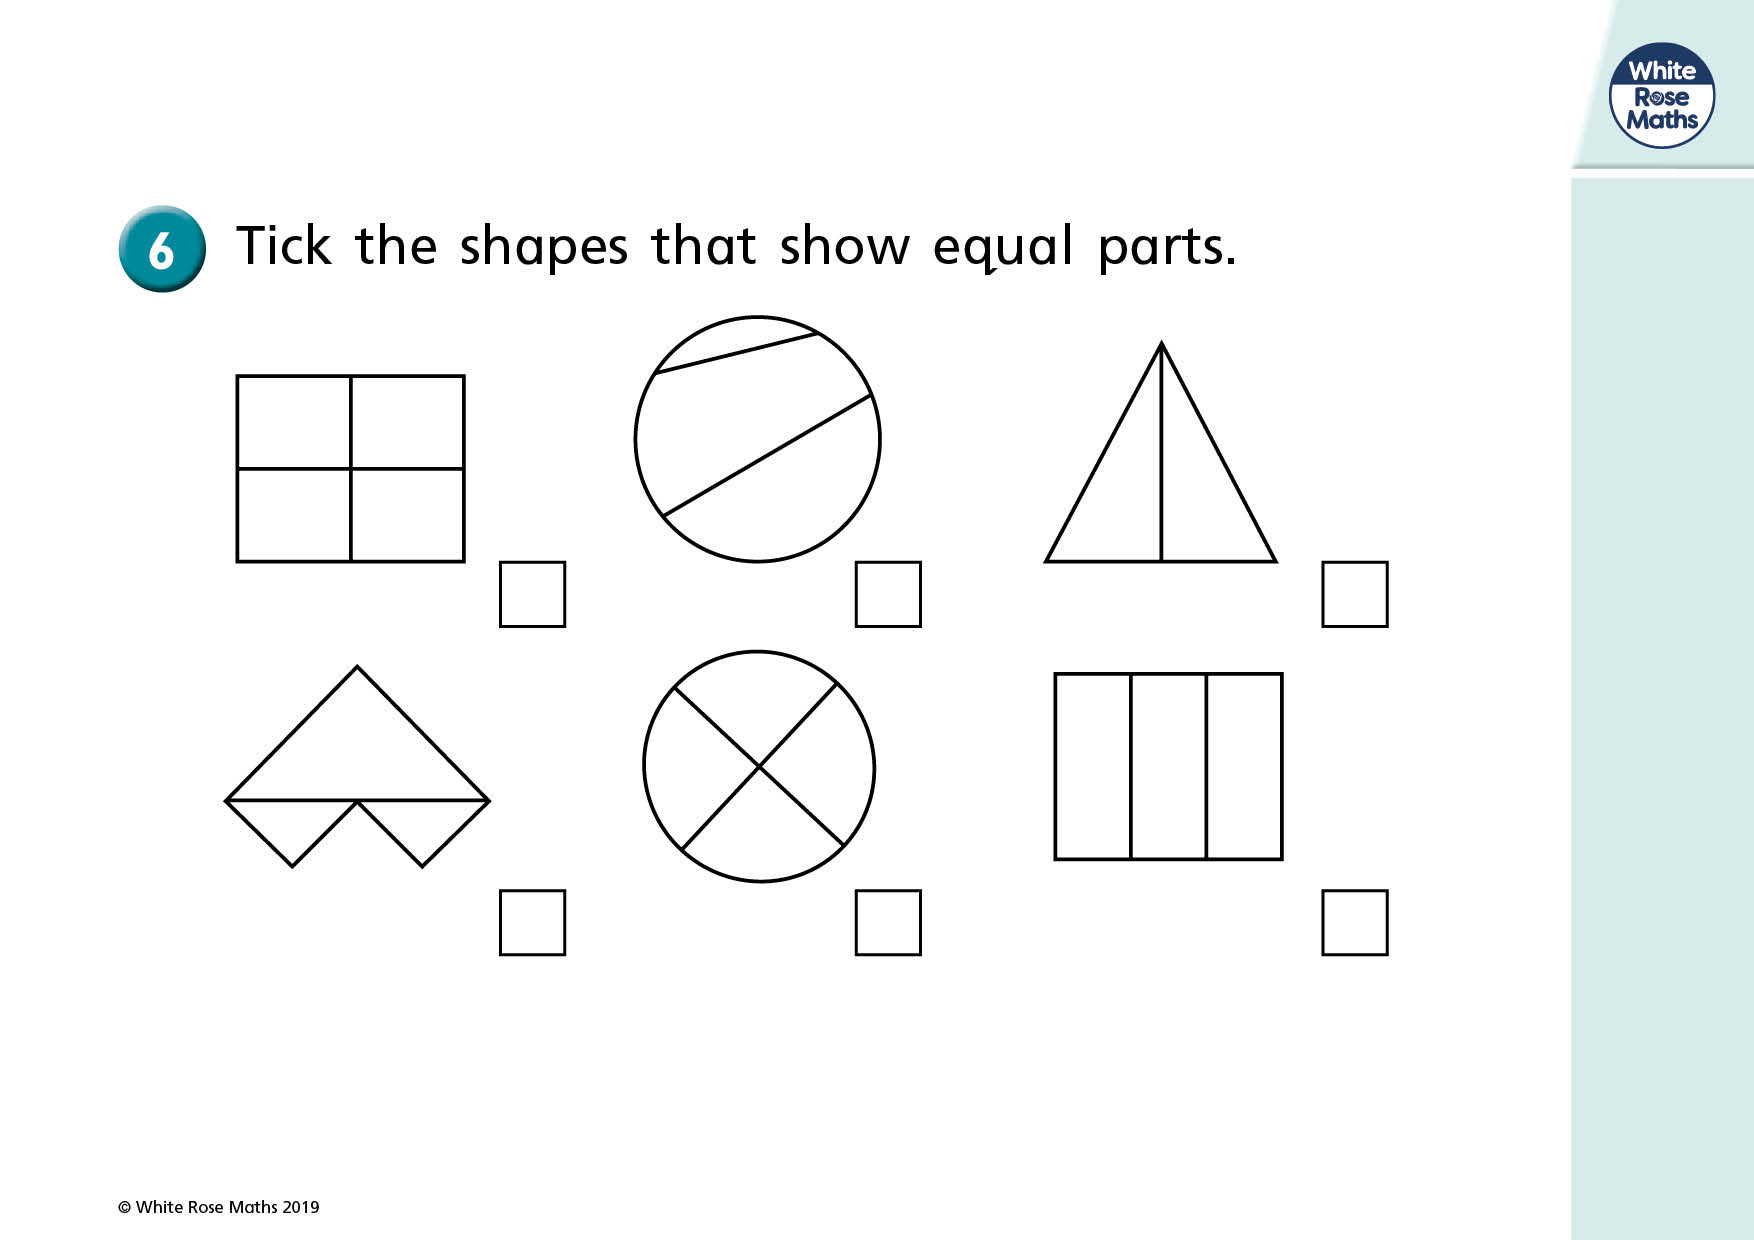 White
Rose
Maths
6 Tick the shapes that show equal parts.
© White Rose Maths 2019